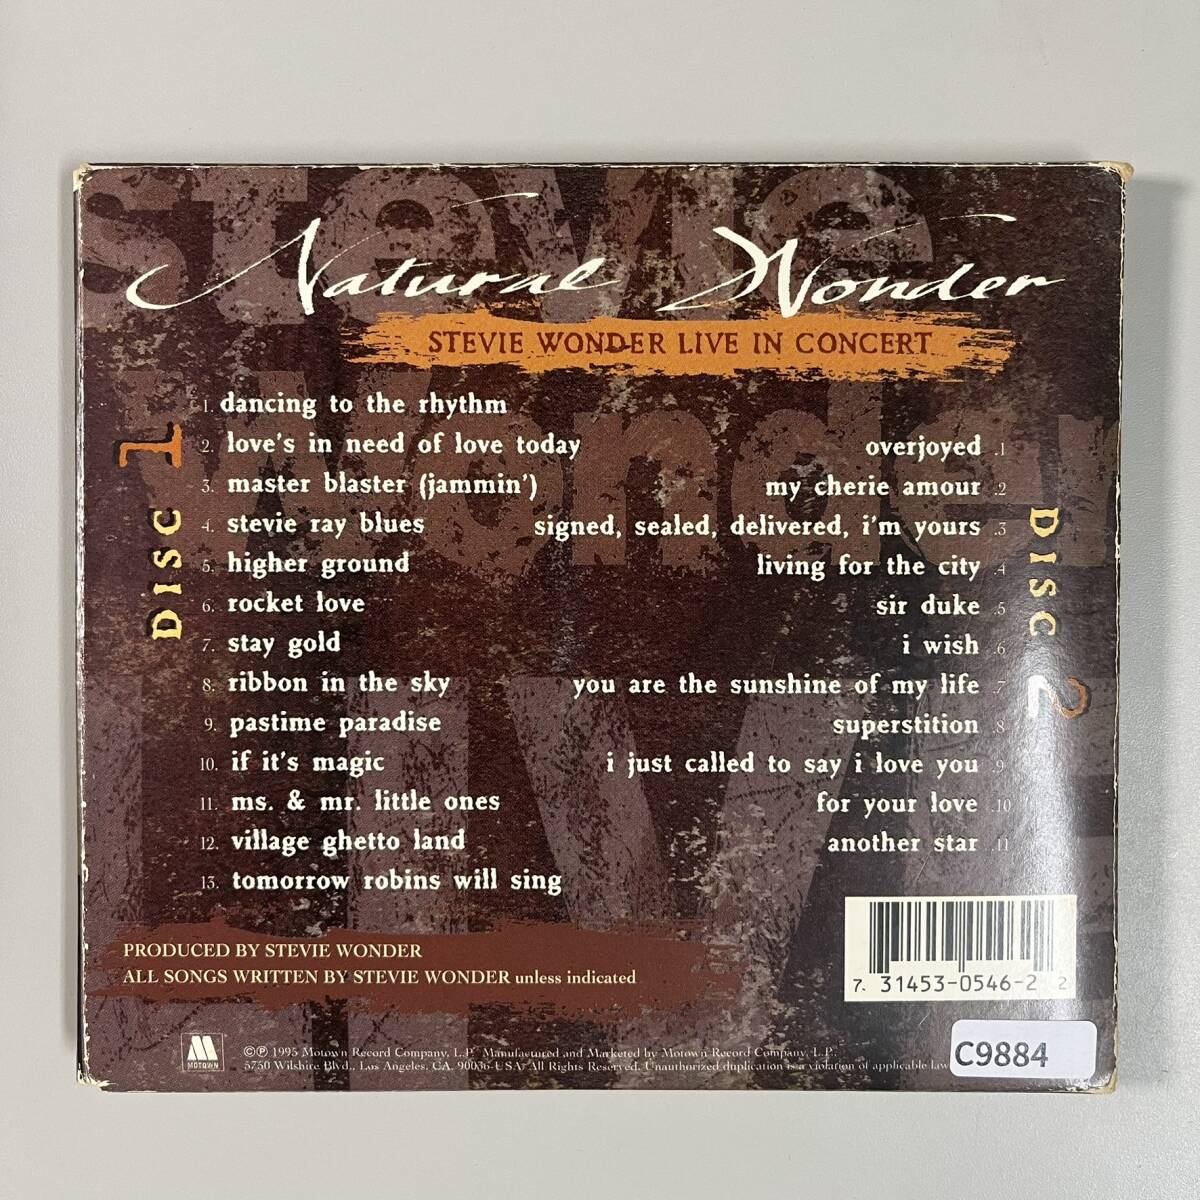 stevie
wonder
LIVE
Natural Wonder
STEVIE WONDER LIVE IN CONCERT
DISC 1
1. dancing to the rhythm
2. love's in need of love today
3. master blaster (jammin')
4. stevie ray blues
5. higher ground
6. rocket love
7. stay gold
8. ribbon in the sky
9. pastime paradise
10. if it's magic
11. ms. & mr. little ones
12. village ghetto land
13. tomorrow robins will sing
DISC 2
overjoyed .1
my cherie amour .2
signed, sealed, delivered, i'm yours .3
living for the city .4
sir duke .5
i wish .6
you are the sunshine of my life .7
superstition .8
i just called to say i love you .9
for your love .10
another star .11
PRODUCED BY STEVIE WONDER
ALL SONGS WRITTEN BY STEVIE WONDER unless indicated
7 31453-0546-2 2
M
MOTOWN
©℗ 1995 Motown Record Company, L.P. Manufactured and Marketed by Motown Record Company, L.P.,
5750 Wilshire Blvd., Los Angeles, CA. 90036-USA. All Rights Reserved. Unauthorized duplication is a violation of applicable law
C9884